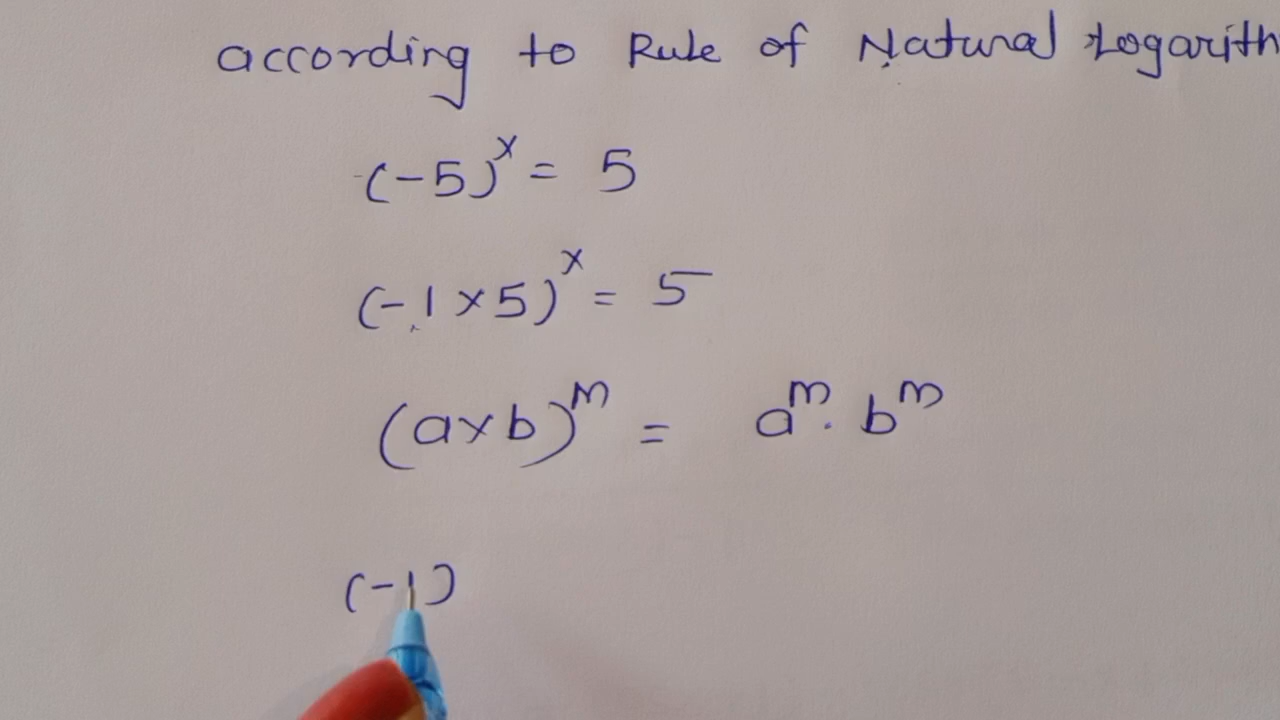 according to Rule of Natural Logarith
(-5)^x = 5
(-1×5)^x = 5
(a×b)^m = a^m . b^m
(-1)